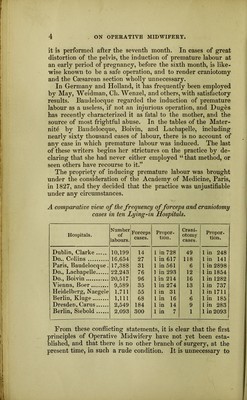 4 ON OPERATIVE MIDWIFERY.
it is performed after the seventh month. In cases of great
distortion of the pelvis, the induction of premature labour at
an early period of pregnancy, before the sixth month, is like-
wise known to be a safe operation, and to render craniotomy
and the Cæsarean section wholly unnecessary.
In Germany and Holland, it has frequently been employed
by May, Weidman, Ch. Wenzel, and others, with satisfactory
results. Baudelocque regarded the induction of premature
labour as a useless, if not an injurious operation, and Dugès
has recently characterized it as fatal to the mother, and the
source of most frightful abuse. In the tables of the Mater-
nité by Baudelocque, Boivin, and Lachapelle, including
nearly sixty thousand cases of labour, there is no account of
any case in which premature labour was induced. The last
of these writers begins her strictures on the practice by de-
claring that she had never either employed "that method, or
seen others have recourse to it."
The propriety of inducing premature labour was brought
under the consideration of the Academy of Medicine, Paris,
in 1827, and they decided that the practice was unjustifiable
under any circumstances.
A comparative view of the frequency of forceps and craniotomy
cases in ten Lying-in Hospitals.
Hospitals. Number of labours. Forceps cases. Propor- tion. Crani- otomy cases. Propor- tion.
Dublin, Clarke 10,199 14 1 in 728 49 1 in 248
Do., Collins 16,654 27 1 in 617 118 1 in 141
Paris, Baudelocque 17,388 31 1 in 561 6 1 in 2898
Do., Lachapelle 22,243 76 1 in 293 12 1 in 1854
Do., Boivin 20,517 96 1 in 214 16 1 in 1282
Vienna, Boer 9,589 35 1 in 274 13 1 in 737
Heidelberg, Naegele 1,711 55 1 in 31 1 1 in 1711
Berlin, Kluge 1,111 68 1 in 16 6 1 in 185
Dresden, Carus 2,549 184 1 in 14 9 1 in 283
Berlin, Siebold 2,093 300 1 in 7 1 1 in 2093
From these conflicting statements, it is clear that the first
principles of Operative Midwifery have not yet been esta-
blished, and that there is no other branch of surgery, at the
present time, in such a rude condition. It is unnecessary to